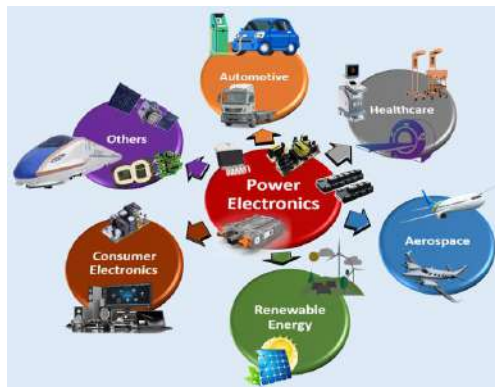 Automotive
Healthcare
Others
Power
Electronics
Aerospace
Consumer
Electronics
Renewable
Energy